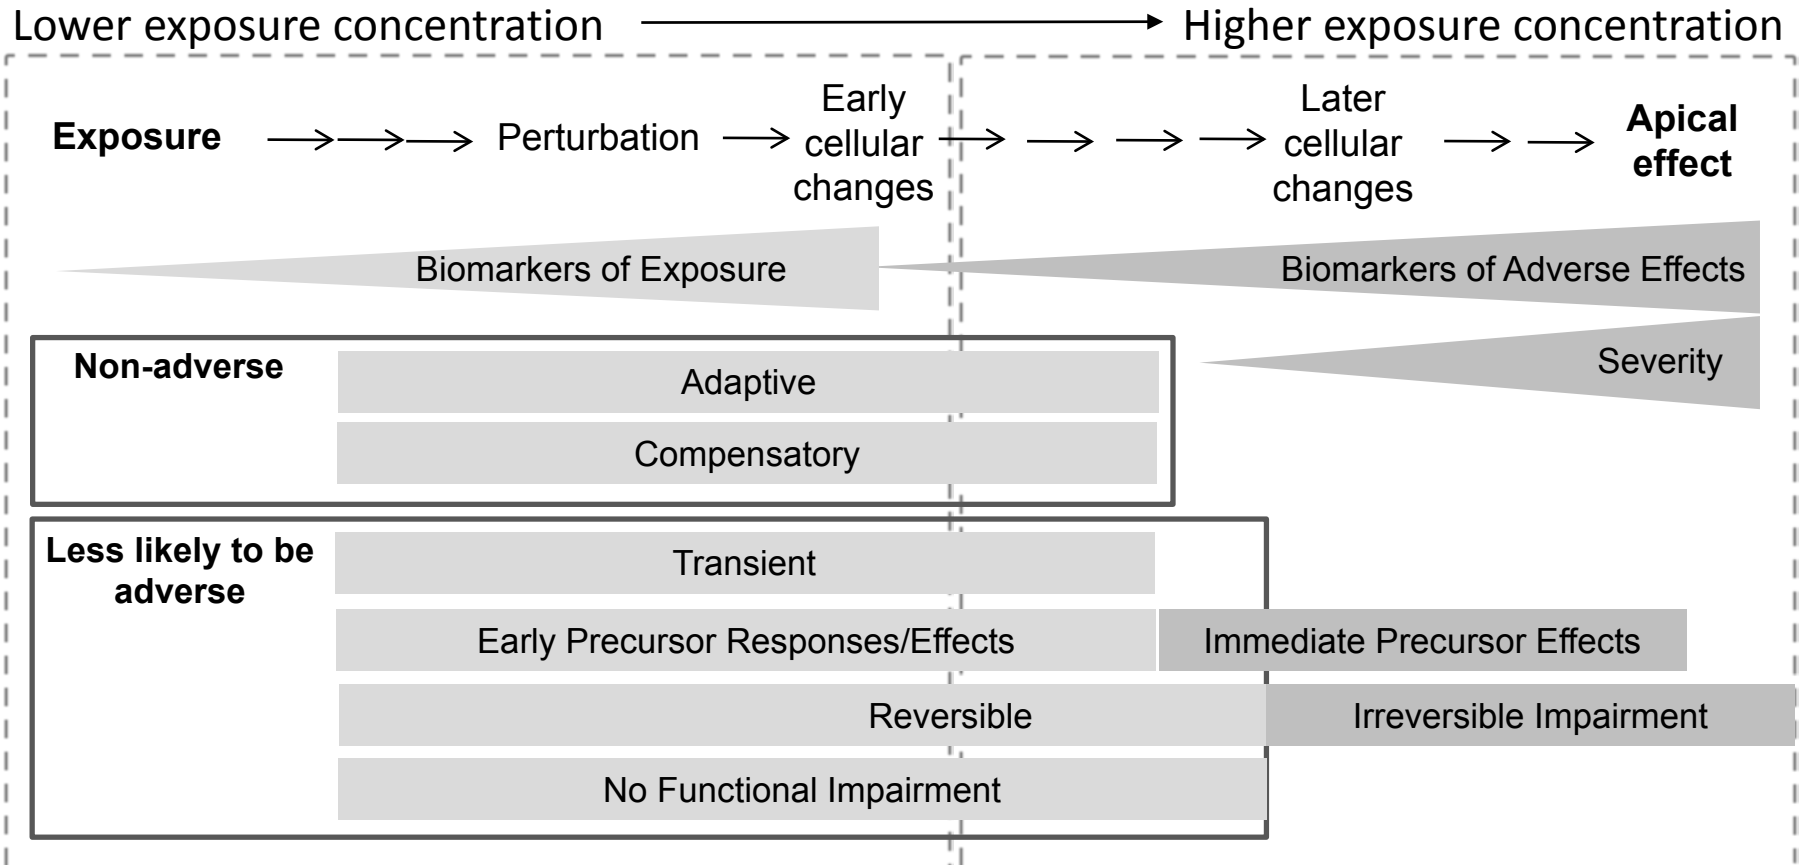 Lower exposure concentration
Higher exposure concentration
Exposure
Perturbation
Early
cellular
changes
Later
cellular
changes
Apical
effect
Biomarkers of Exposure
Biomarkers of Adverse Effects
Severity
Non-adverse
Adaptive
Compensatory
Less likely to be
adverse
Transient
Early Precursor Responses/Effects
Immediate Precursor Effects
Reversible
Irreversible Impairment
No Functional Impairment